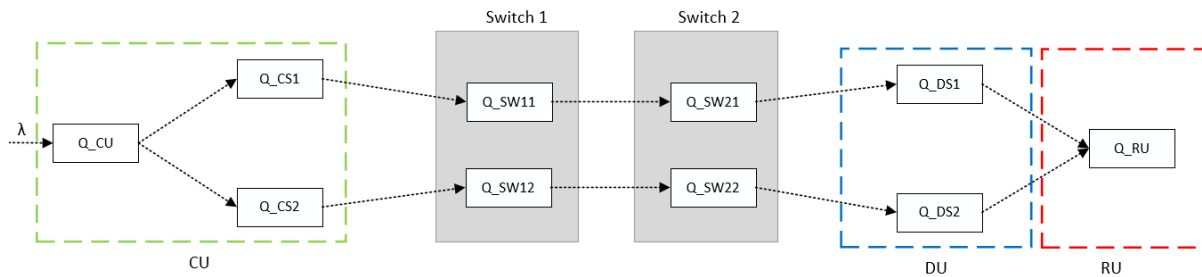 Switch 1
Switch 2
Q_CS1
Q_SW11
Q_SW21
Q_DS1
λ
Q_CU
Q_RU
Q_CS2
Q_SW12
Q_SW22
Q_DS2
CU
DU
RU